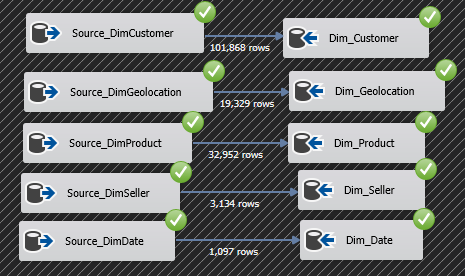 Source_DimCustomer
Dim_Customer
101,868 rows
Source_DimGeolocation
Dim_Geolocation
19,329 rows
Source_DimProduct
Dim_Product
32,952 rows
Source_DimSeller
Dim_Seller
3,134 rows
Source_DimDate
Dim_Date
1,097 rows